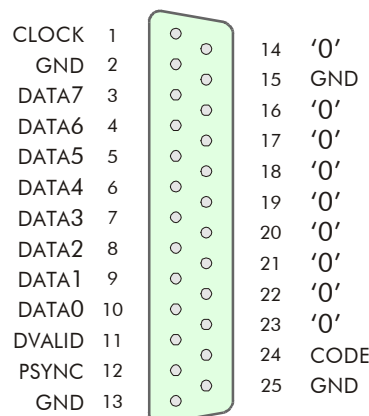 CLOCK 1
GND 2
DATA7 3
DATA6 4
DATA5 5
DATA4 6
DATA3 7
DATA2 8
DATA1 9
DATA0 10
DVALID 11
PSYNC 12
GND 13
14 ‘0’
15 GND
16 ‘0’
17 ‘0’
18 ‘0’
19 ‘0’
20 ‘0’
21 ‘0’
22 ‘0’
23 ‘0’
24 CODE
25 GND